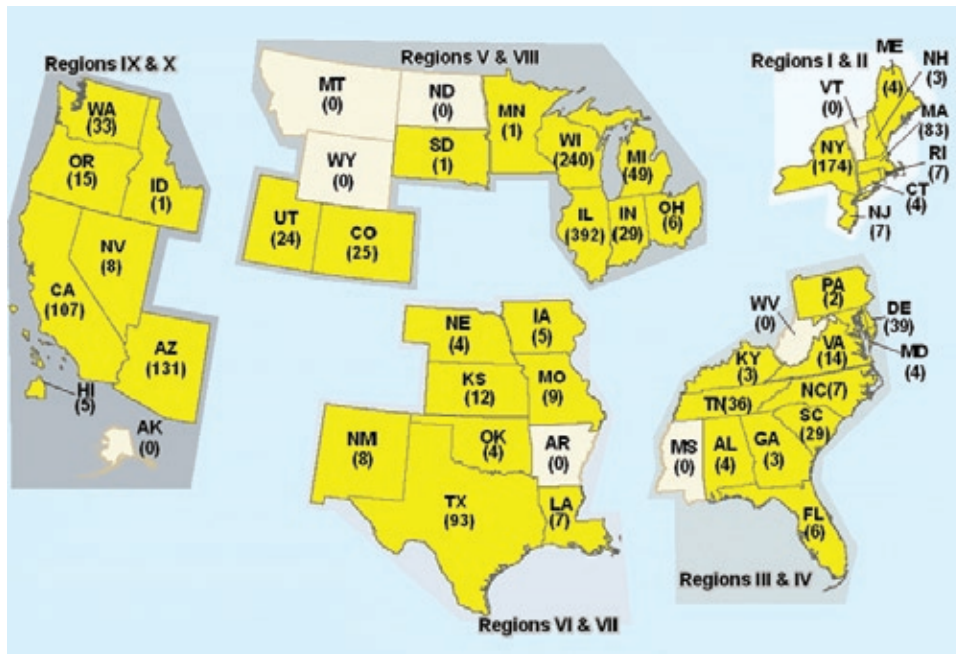 Regions IX & X
WA
(33)
OR
(15)
ID
(1)
NV
(8)
CA
(107)
AZ
(131)
HI
(5)
AK
(0)
Regions V & VIII
MT
(0)
ND
(0)
MN
(1)
SD
(1)
WY
(0)
WI
(240)
MI
(49)
UT
(24)
CO
(25)
IL
(392)
IN
(29)
OH
(6)
Regions I & II
ME
(4)
NH
(3)
VT
(0)
MA
(83)
NY
(174)
RI
(7)
CT
(4)
NJ
(7)
NE
(4)
IA
(5)
KS
(12)
MO
(9)
NM
(8)
OK
(4)
AR
(0)
TX
(93)
LA
(7)
Regions VI & VII
PA
(2)
WV
(0)
DE
(39)
VA
(14)
MD
(4)
KY
(3)
TN(36)
NC(7)
SC
(29)
MS
(0)
AL
(4)
GA
(3)
FL
(6)
Regions III & IV